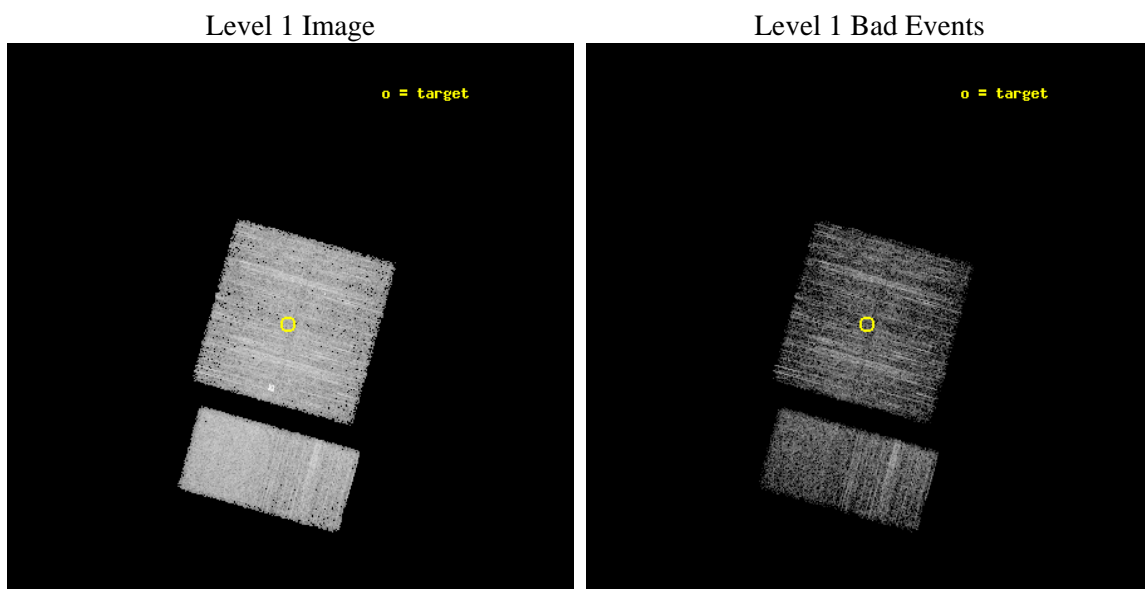 Level 1 Image
Level 1 Bad Events
o = target
o = target